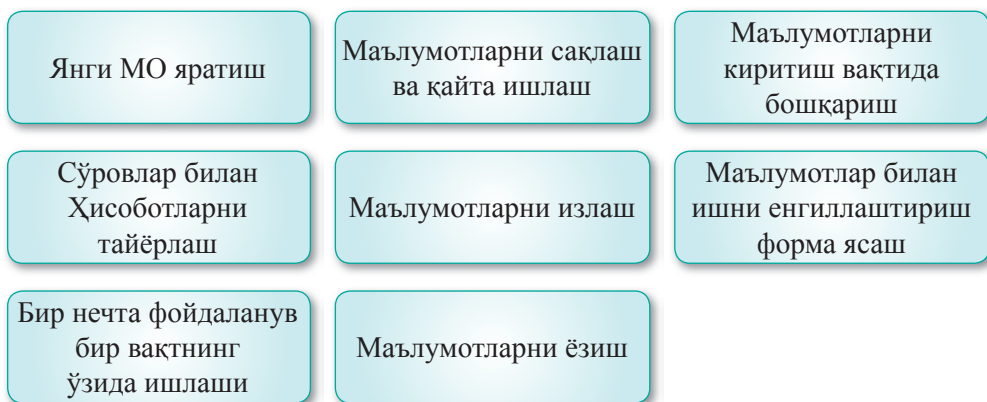 Янги МО яратиш
Маълумотларни сақлаш
ва қайта ишлаш
Маълумотларни
киритиш вақтида
бошқариш
Сўровлар билан
Ҳисоботларни
тайёрлаш
Маълумотларни излаш
Маълумотлар билан
ишни енгиллаштириш
форма ясаш
Бир нечта фойдаланув
бир вақтнинг
ўзида ишлаши
Маълумотларни ёзиш